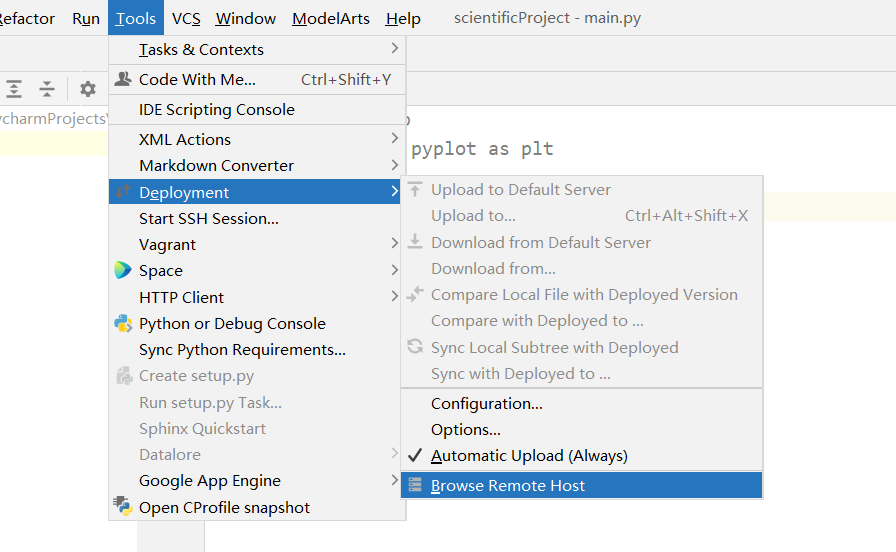 Refactor Run Tools VCS Window ModelArts Help scientificProject - main.py
Tasks & Contexts
Code With Me... Ctrl+Shift+Y
IDE Scripting Console
XML Actions
Markdown Converter
pyplot as plt
Deployment
Start SSH Session...
Vagrant
Space
HTTP Client
Python or Debug Console
Sync Python Requirements...
Create setup.py
Run setup.py Task...
Sphinx Quickstart
Datalore
Google App Engine
Open CProfile snapshot
Upload to Default Server
Upload to... Ctrl+Alt+Shift+X
Download from Default Server
Download from...
Compare Local File with Deployed Version
Compare with Deployed to ...
Sync Local Subtree with Deployed
Sync with Deployed to ...
Configuration...
Options...
Automatic Upload (Always)
Browse Remote Host